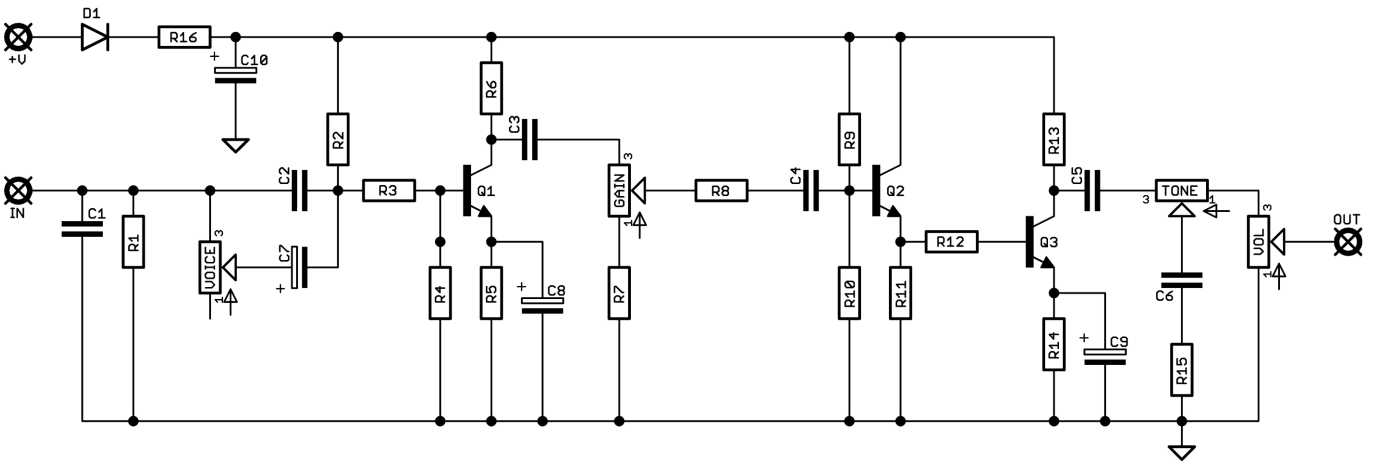 D1
+V
R16
+
C10
R6
C3
R2
R9
R13
IN
C1
R1
C2
3
VOICE
1
C7
+
R3
Q1
R4
R5
+
C8
3
GAIN
1
R7
R8
C4
Q2
R10
R11
R12
Q3
R14
+
C9
C5
3
TONE
1
C6
R15
3
VOL
1
OUT